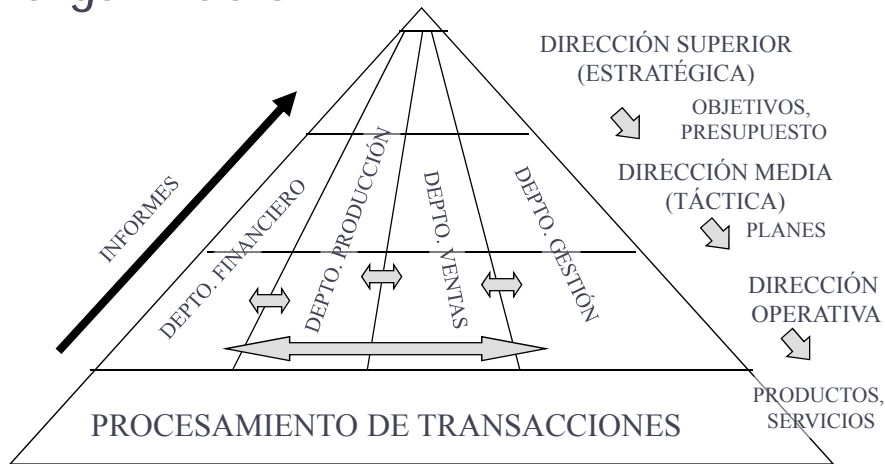 DIRECCIÓN SUPERIOR
(ESTRATÉGICA)
OBJETIVOS,
PRESUPUESTO
DIRECCIÓN MEDIA
(TÁCTICA)
PLANES
DIRECCIÓN
OPERATIVA
PRODUCTOS,
SERVICIOS
INFORMES
DEPTO. FINANCIERO
DEPTO. PRODUCCIÓN
DEPTO. VENTAS
DEPTO. GESTIÓN
PROCESAMIENTO DE TRANSACCIONES